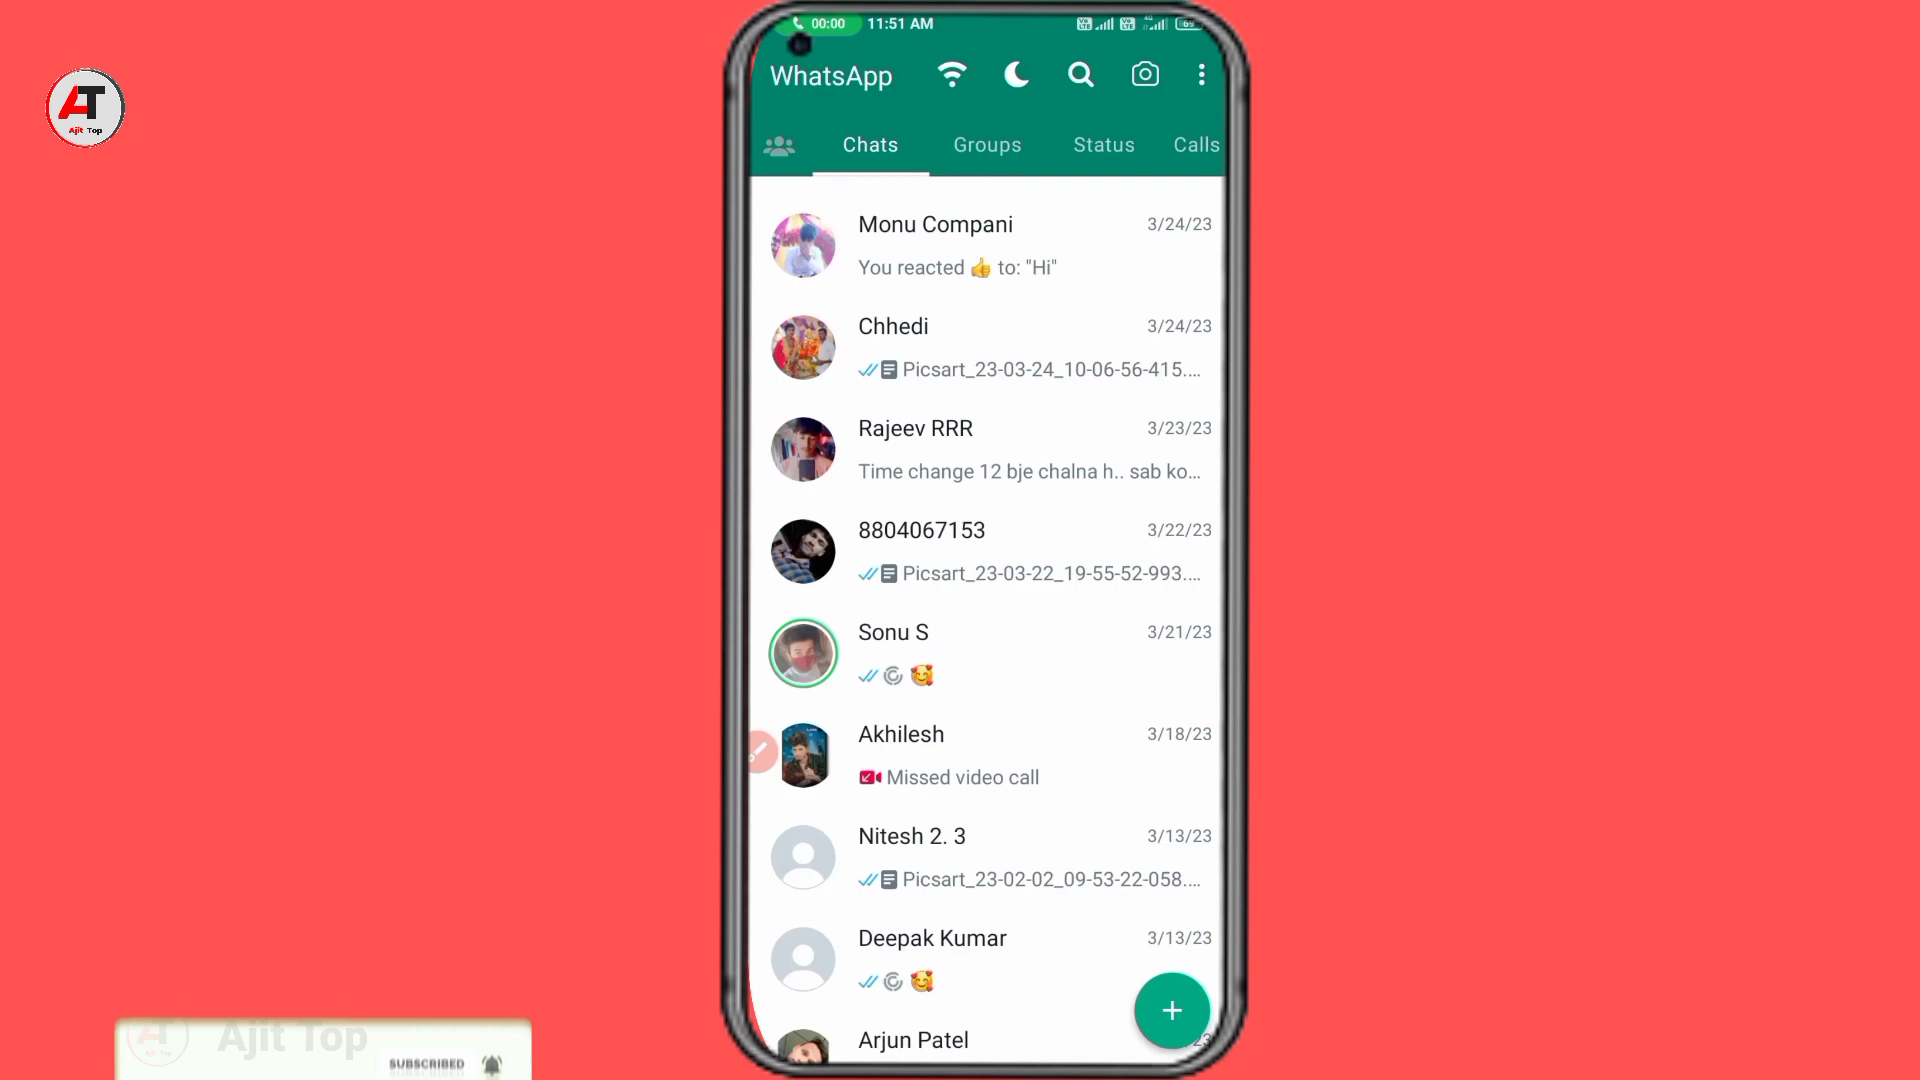 00:00 11:51 AM
AT
Ajit Top
WhatsApp
Chats Groups Status Calls
Monu Compani 3/24/23
You reacted 👍 to: "Hi"
Chhedi 3/24/23
Picsart_23-03-24_10-06-56-415....
Rajeev RRR 3/23/23
Time change 12 bje chalna h.. sab ko...
8804067153 3/22/23
Picsart_23-03-22_19-55-52-993....
Sonu S 3/21/23
🥰
Akhilesh 3/18/23
Missed video call
Nitesh 2. 3 3/13/23
Picsart_23-02-02_09-53-22-058....
Deepak Kumar 3/13/23
🥰
Arjun Patel
Ajit Top
SUBSCRIBED